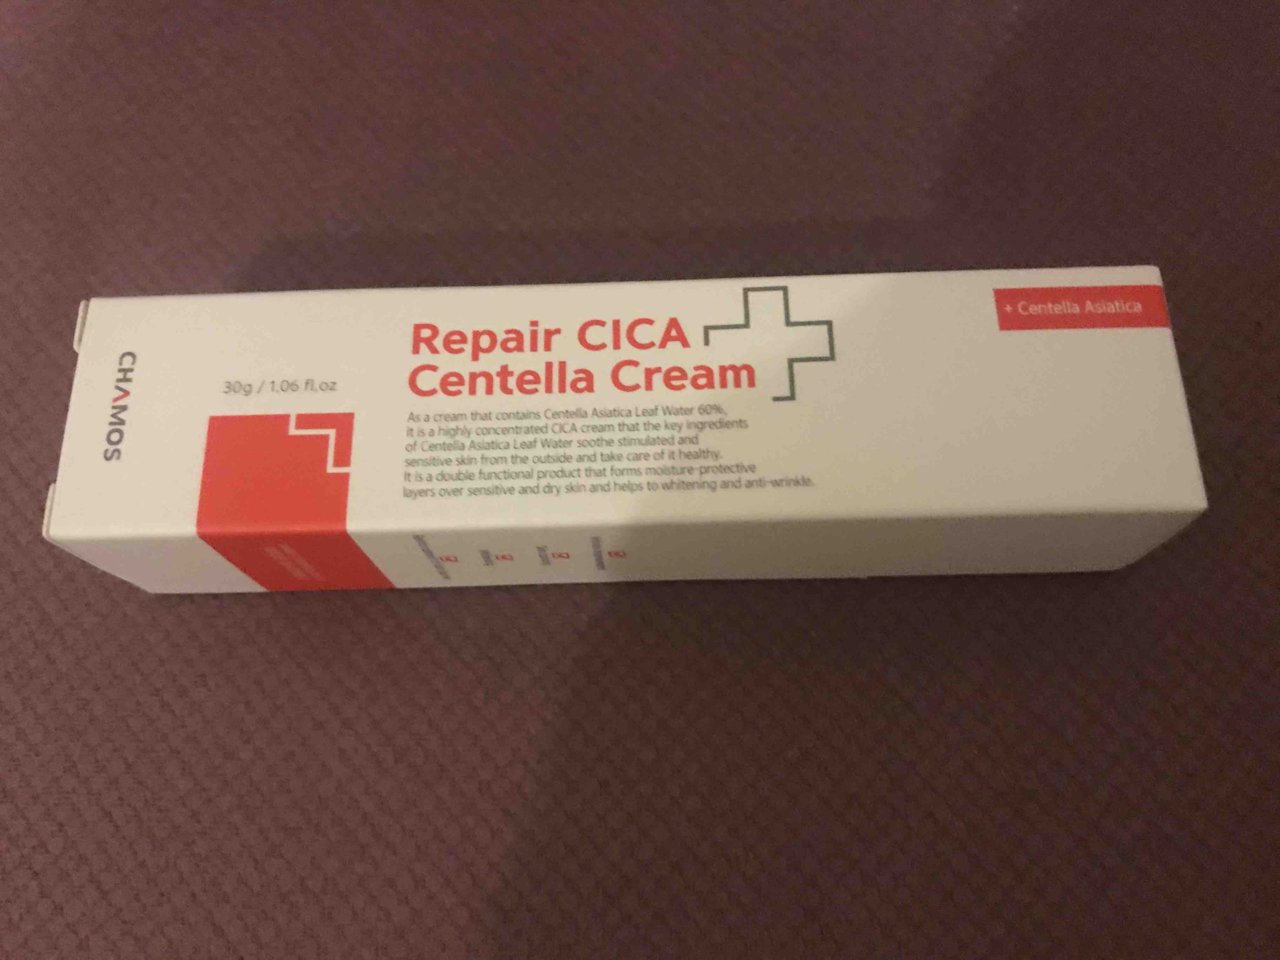 CHAMOS
30g / 1.06 fl.oz
Repair CICA
Centella Cream
+ Centella Asiatica
As a cream that contains Centella Asiatica Leaf Water 60%,
it is a highly concentrated CICA cream that the key ingredients
of Centella Asiatica Leaf Water soothe stimulated and
sensitive skin from the outside and take care of it healthy.
It is a double functional product that forms moisture-protective
layers over sensitive and dry skin and helps to whitening and anti-wrinkle.